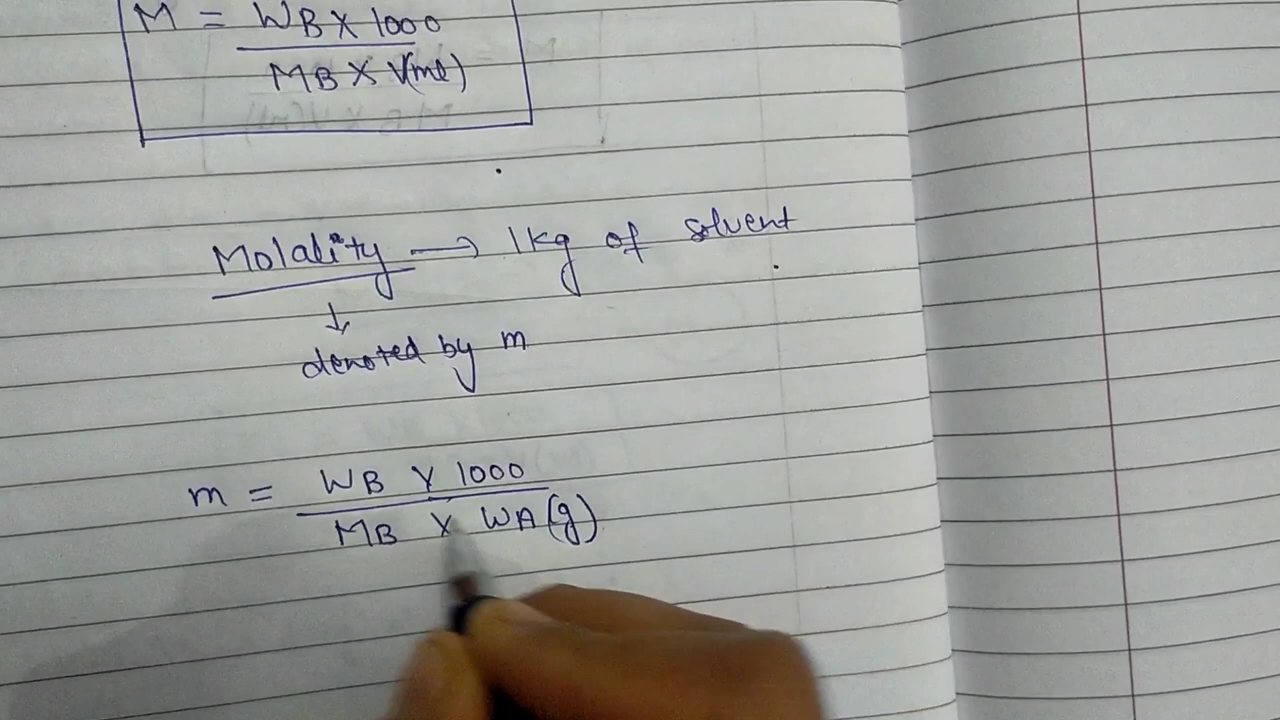 M = WB X 1000
MB X V(ml)
Molality → 1kg of solvent
↓
denoted by m
m = WB X 1000
MB X WA(g)